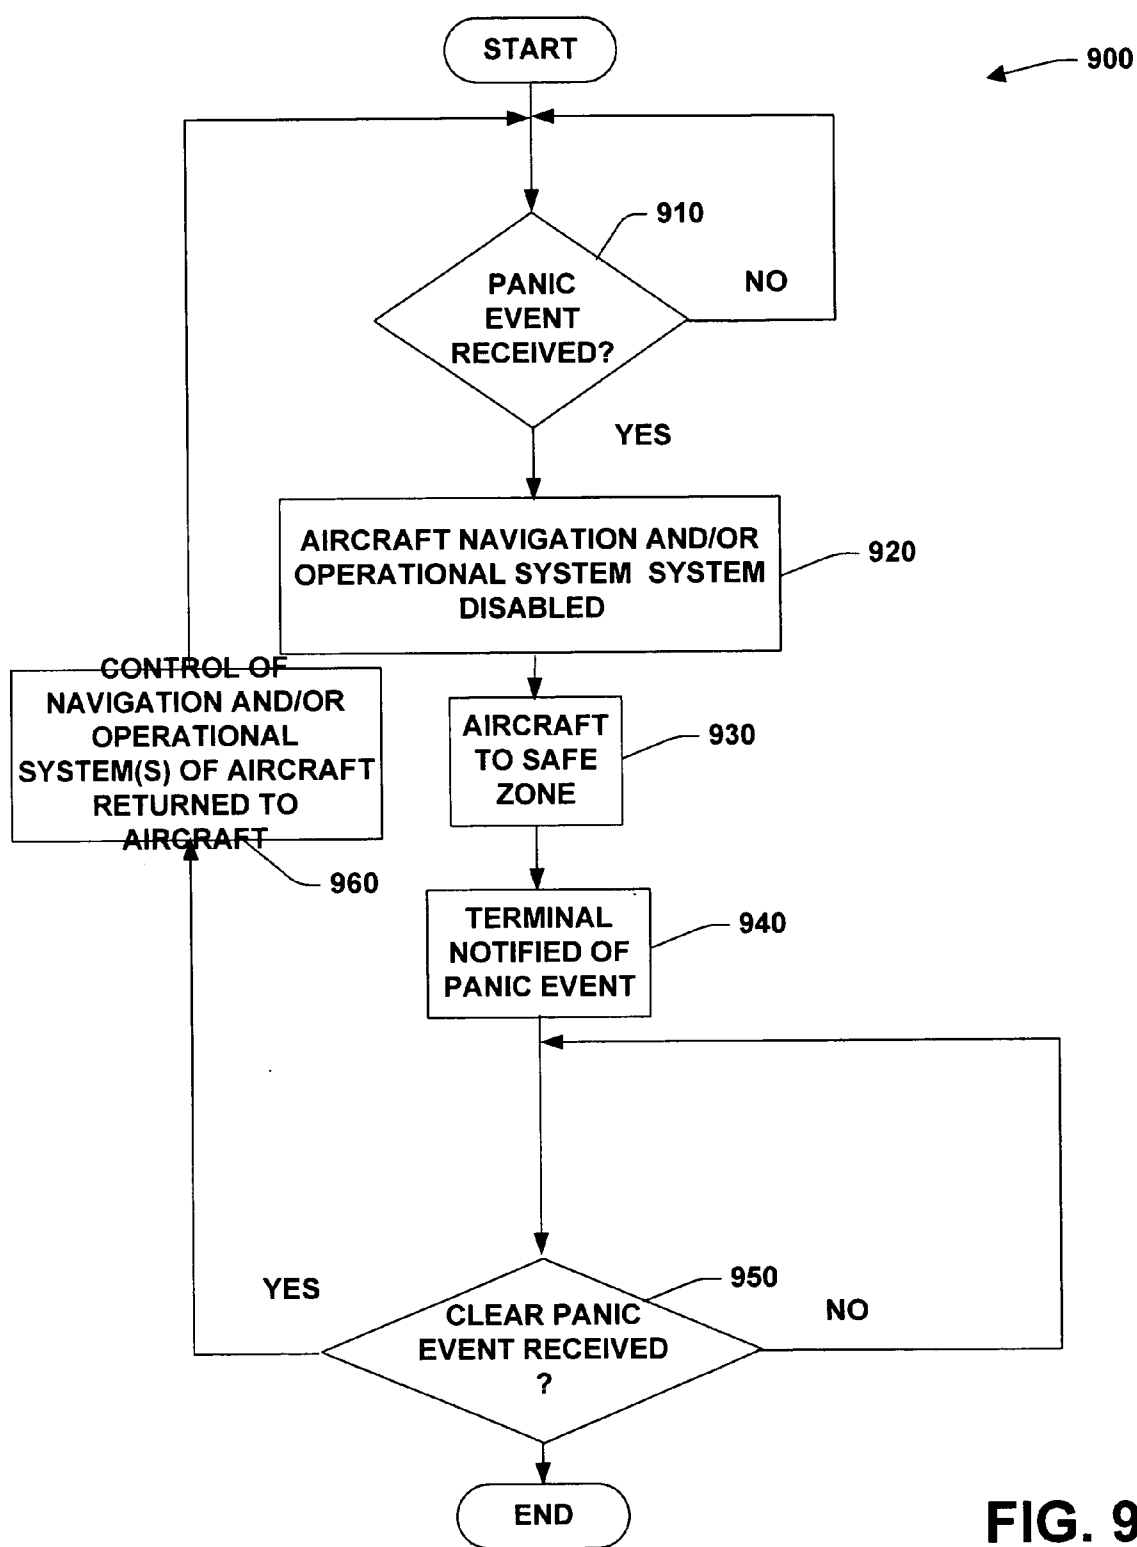 START
900
910
PANIC
EVENT
RECEIVED?
NO
YES
AIRCRAFT NAVIGATION AND/OR
OPERATIONAL SYSTEM SYSTEM
DISABLED
920
CONTROL OF
NAVIGATION AND/OR
OPERATIONAL
SYSTEM(S) OF AIRCRAFT
RETURNED TO
AIRCRAFT
960
AIRCRAFT
TO SAFE
ZONE
930
TERMINAL
NOTIFIED OF
PANIC EVENT
940
YES
950
CLEAR PANIC
EVENT RECEIVED
?
NO
END
FIG. 9